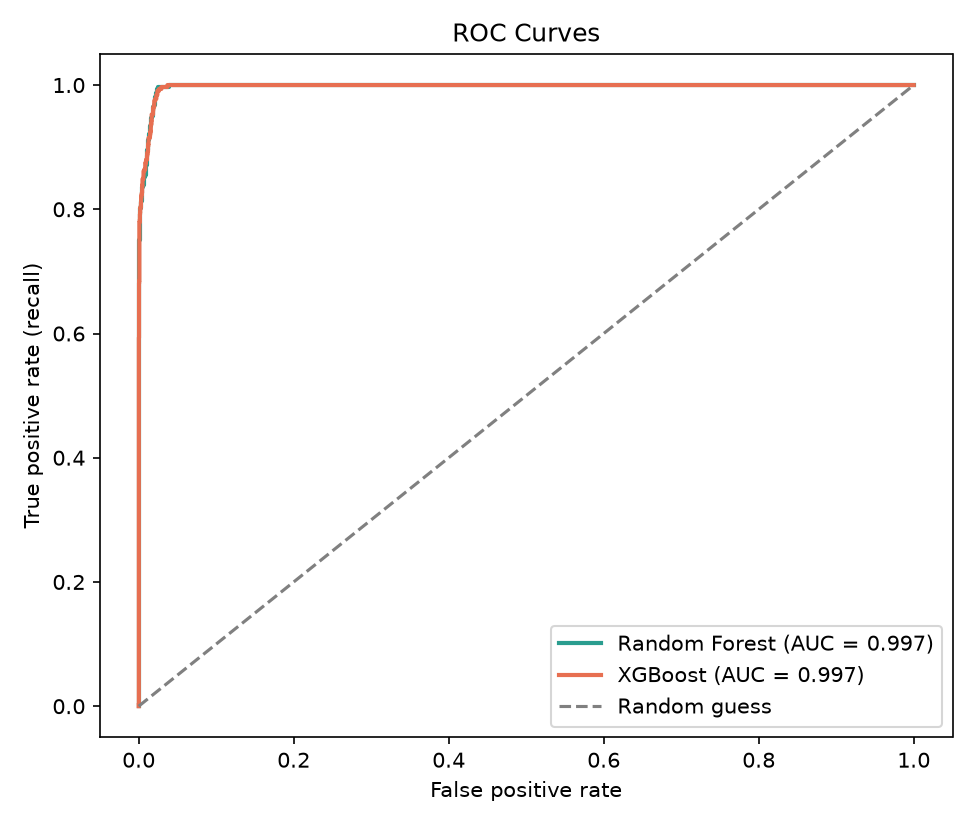 ROC Curves
True positive rate (recall)
1.0
0.8
0.6
0.4
0.2
0.0
Random Forest (AUC = 0.997)
XGBoost (AUC = 0.997)
Random guess
0.0 0.2 0.4 0.6 0.8 1.0
False positive rate